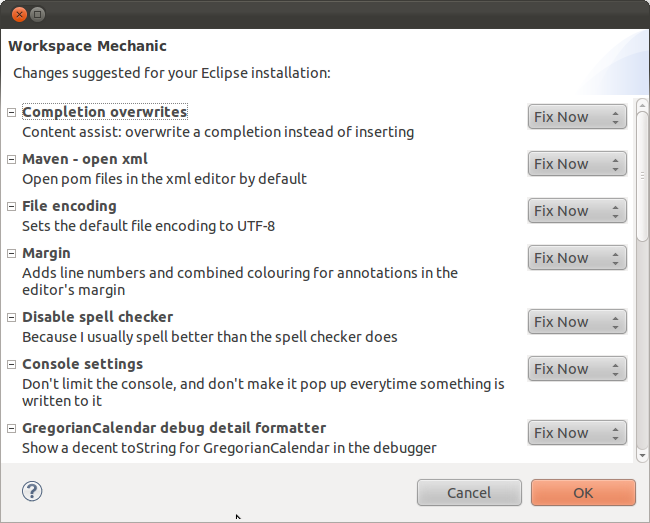 Workspace Mechanic
Changes suggested for your Eclipse installation:
Completion overwrites
Fix Now
Content assist: overwrite a completion instead of inserting
Maven - open xml
Fix Now
Open pom files in the xml editor by default
File encoding
Fix Now
Sets the default file encoding to UTF-8
Margin
Fix Now
Adds line numbers and combined colouring for annotations in the
editor's margin
Disable spell checker
Fix Now
Because I usually spell better than the spell checker does
Console settings
Fix Now
Don't limit the console, and don't make it pop up everytime something is
written to it
GregorianCalendar debug detail formatter
Fix Now
Show a decent toString for GregorianCalendar in the debugger
?
Cancel
OK